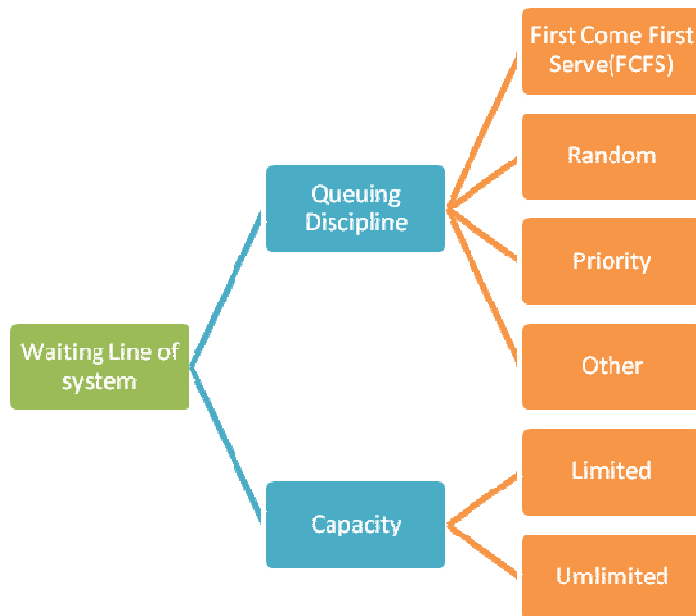 Waiting Line of
system
Queuing
Discipline
First Come First
Serve(FCFS)
Random
Priority
Other
Capacity
Limited
Umlimited